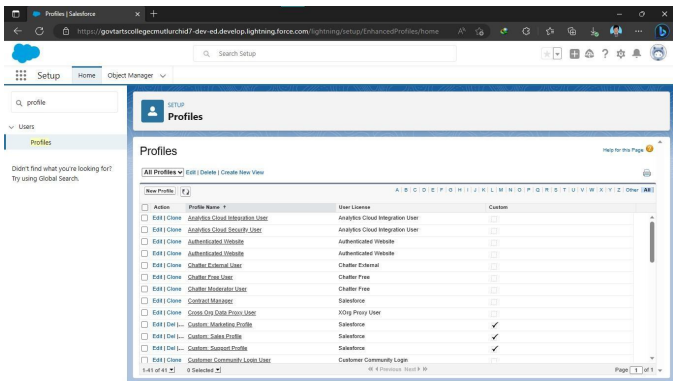 Profiles | Salesforce
https://govtartscollegecmutlurchid7-dev-ed.develop.lightning.force.com/lightning/setup/EnhancedProfiles/home
Search Setup
Setup Home Object Manager
profile
Users
Profiles
Didn't find what you're looking for?
Try using Global Search.
SETUP
Profiles
Profiles
Help for this Page
All Profiles Edit | Delete | Create New View
New Profile
A | B | C | D | E | F | G | H | I | J | K | L | M | N | O | P | Q | R | S | T | U | V | W | X | Y | Z | Other | All
Action Profile Name ↑ User License Custom
Edit | Clone Analytics Cloud Integration User Analytics Cloud Integration User
Edit | Clone Analytics Cloud Security User Analytics Cloud Integration User
Edit | Clone Authenticated Website Authenticated Website
Edit | Clone Authenticated Website Authenticated Website
Edit | Clone Chatter External User Chatter External
Edit | Clone Chatter Free User Chatter Free
Edit | Clone Chatter Moderator User Chatter Free
Edit | Clone Contract Manager Salesforce
Edit | Clone Cross Org Data Proxy User XOrg Proxy User
Edit | Del |... Custom: Marketing Profile Salesforce ✓
Edit | Del |... Custom: Sales Profile Salesforce ✓
Edit | Del |... Custom: Support Profile Salesforce ✓
Edit | Clone Customer Community Login User Customer Community Login
1-41 of 41 0 Selected Previous Next Page 1 of 1